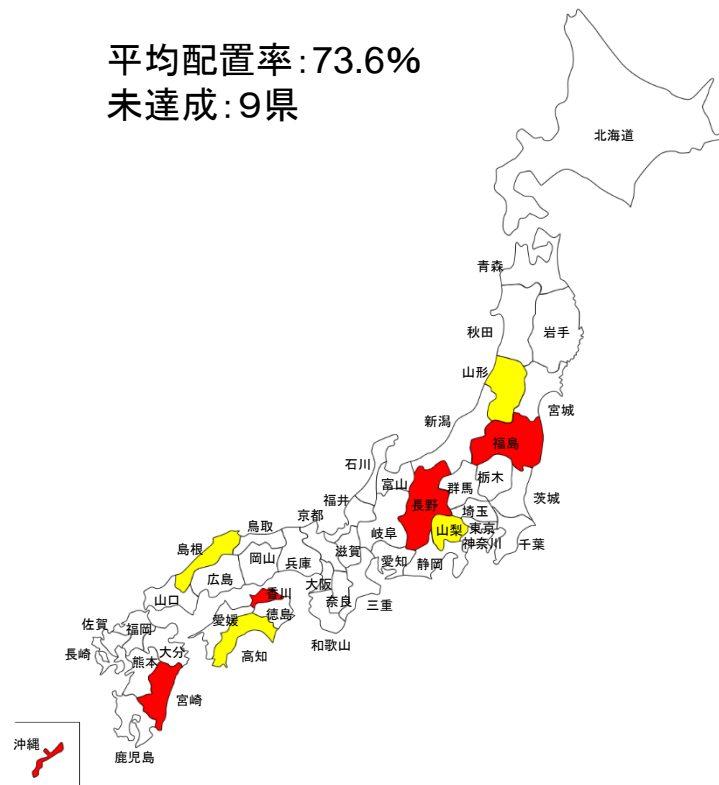 平均配置率:73.6%
未達成:9県
北海道
青森
秋田
岩手
山形
宮城
新潟
福島
石川
富山
群馬
栃木
茨城
長野
福井
埼玉
京都
山梨
東京
鳥取
岐阜
神奈川
千葉
島根
岡山
兵庫
滋賀
愛知
静岡
広島
大阪
香川
奈良
三重
山口
愛媛
徳島
佐賀
福岡
和歌山
長崎
熊本
大分
高知
宮崎
沖縄
鹿児島